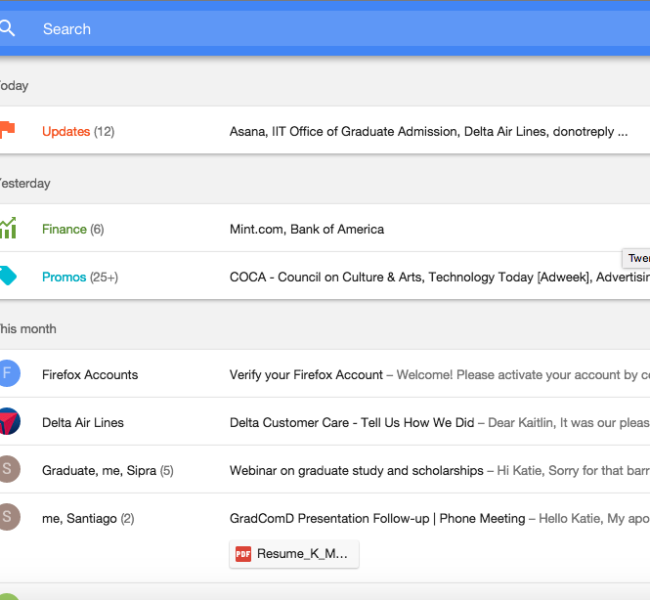 Search
oday
Updates (12) Asana, IIT Office of Graduate Admission, Delta Air Lines, donotreply ...
Yesterday
Finance (6) Mint.com, Bank of America
Twe
Promos (25+) COCA - Council on Culture & Arts, Technology Today [Adweek], Advertisin
This month
F Firefox Accounts Verify your Firefox Account – Welcome! Please activate your account by c
Delta Air Lines Delta Customer Care - Tell Us How We Did – Dear Kaitlin, It was our pleas
S Graduate, me, Sipra (5) Webinar on graduate study and scholarships – Hi Katie, Sorry for that barr
S me, Santiago (2) GradComD Presentation Follow-up | Phone Meeting – Hello Katie, My apo
PDF Resume_K_M...